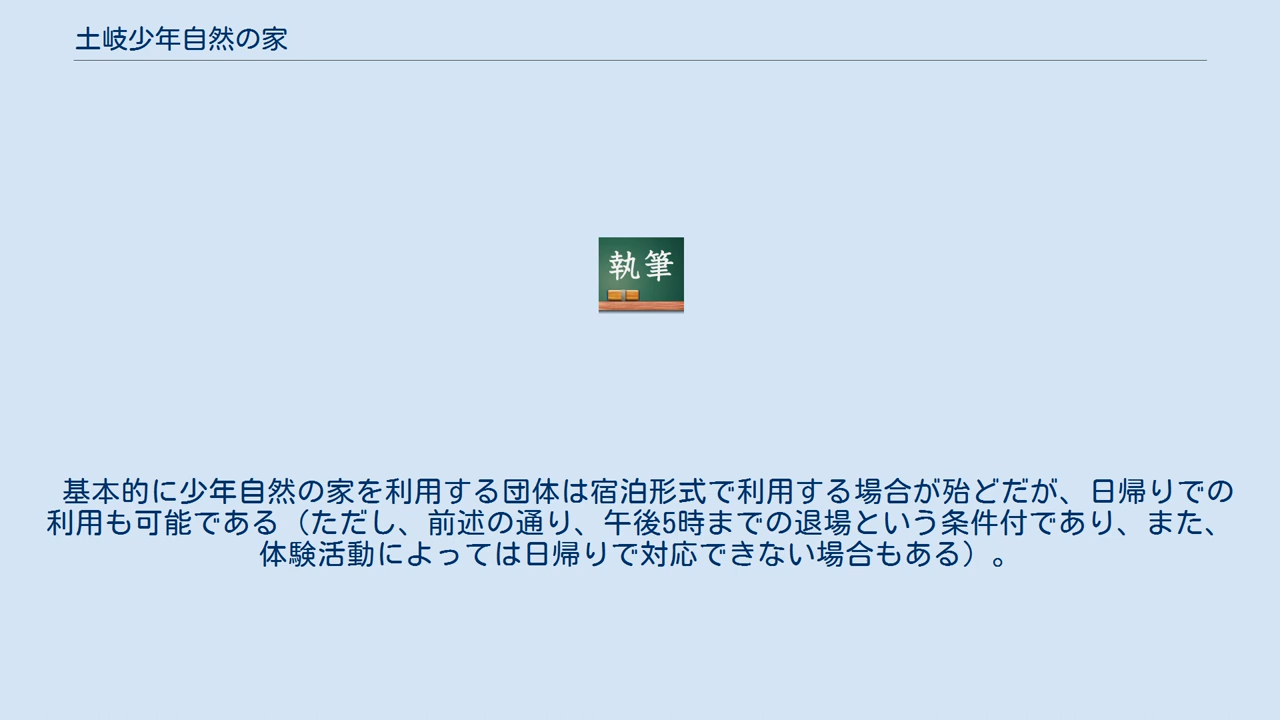 土岐少年自然の家
執筆
基本的に少年自然の家を利用する団体は宿泊形式で利用する場合が殆どだが、日帰りでの
利用も可能である（ただし、前述の通り、午後5時までの退場という条件付であり、また、
体験活動によっては日帰りで対応できない場合もある）。